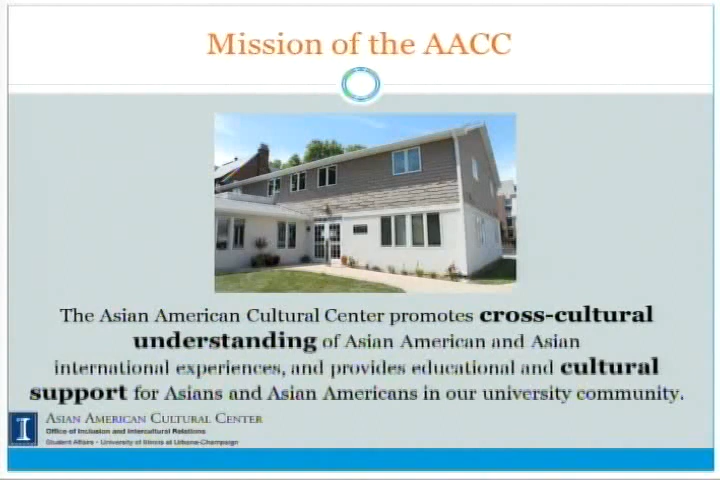 Mission of the AACC
The Asian American Cultural Center promotes cross-cultural
understanding of Asian American and Asian
international experiences, and provides educational and cultural
support for Asians and Asian Americans in our university community.
I
ASIAN AMERICAN CULTURAL CENTER
Office of Inclusion and Intercultural Relations
Student Affairs - University of Illinois at Urbana-Champaign